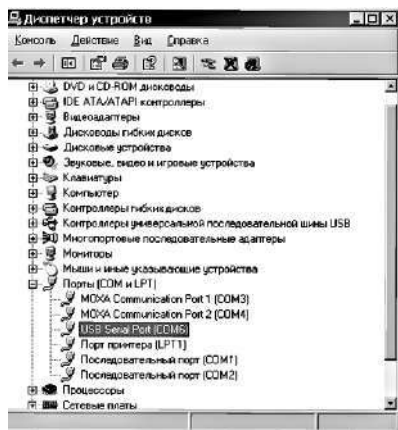 Диспетчер устройств
Консоль Действие Вид Справка
DVD и CD-ROM дисководы
IDE ATA/ATAPI контроллеры
Видеоадаптеры
Дисководы гибких дисков
Дисковые устройства
Звуковые, видео и игровые устройства
Клавиатуры
Компьютер
Контроллеры гибких дисков
Контроллеры универсальной последовательной шины USB
Многопортовые последовательные адаптеры
Мониторы
Мыши и иные указывающие устройства
Порты (COM и LPT)
MOXA Communication Port 1 (COM3)
MOXA Communication Port 2 (COM4)
USB Serial Port (COM6)
Порт принтера (LPT1)
Последовательный порт (COM1)
Последовательный порт (COM2)
Процессоры
Сетевые платы